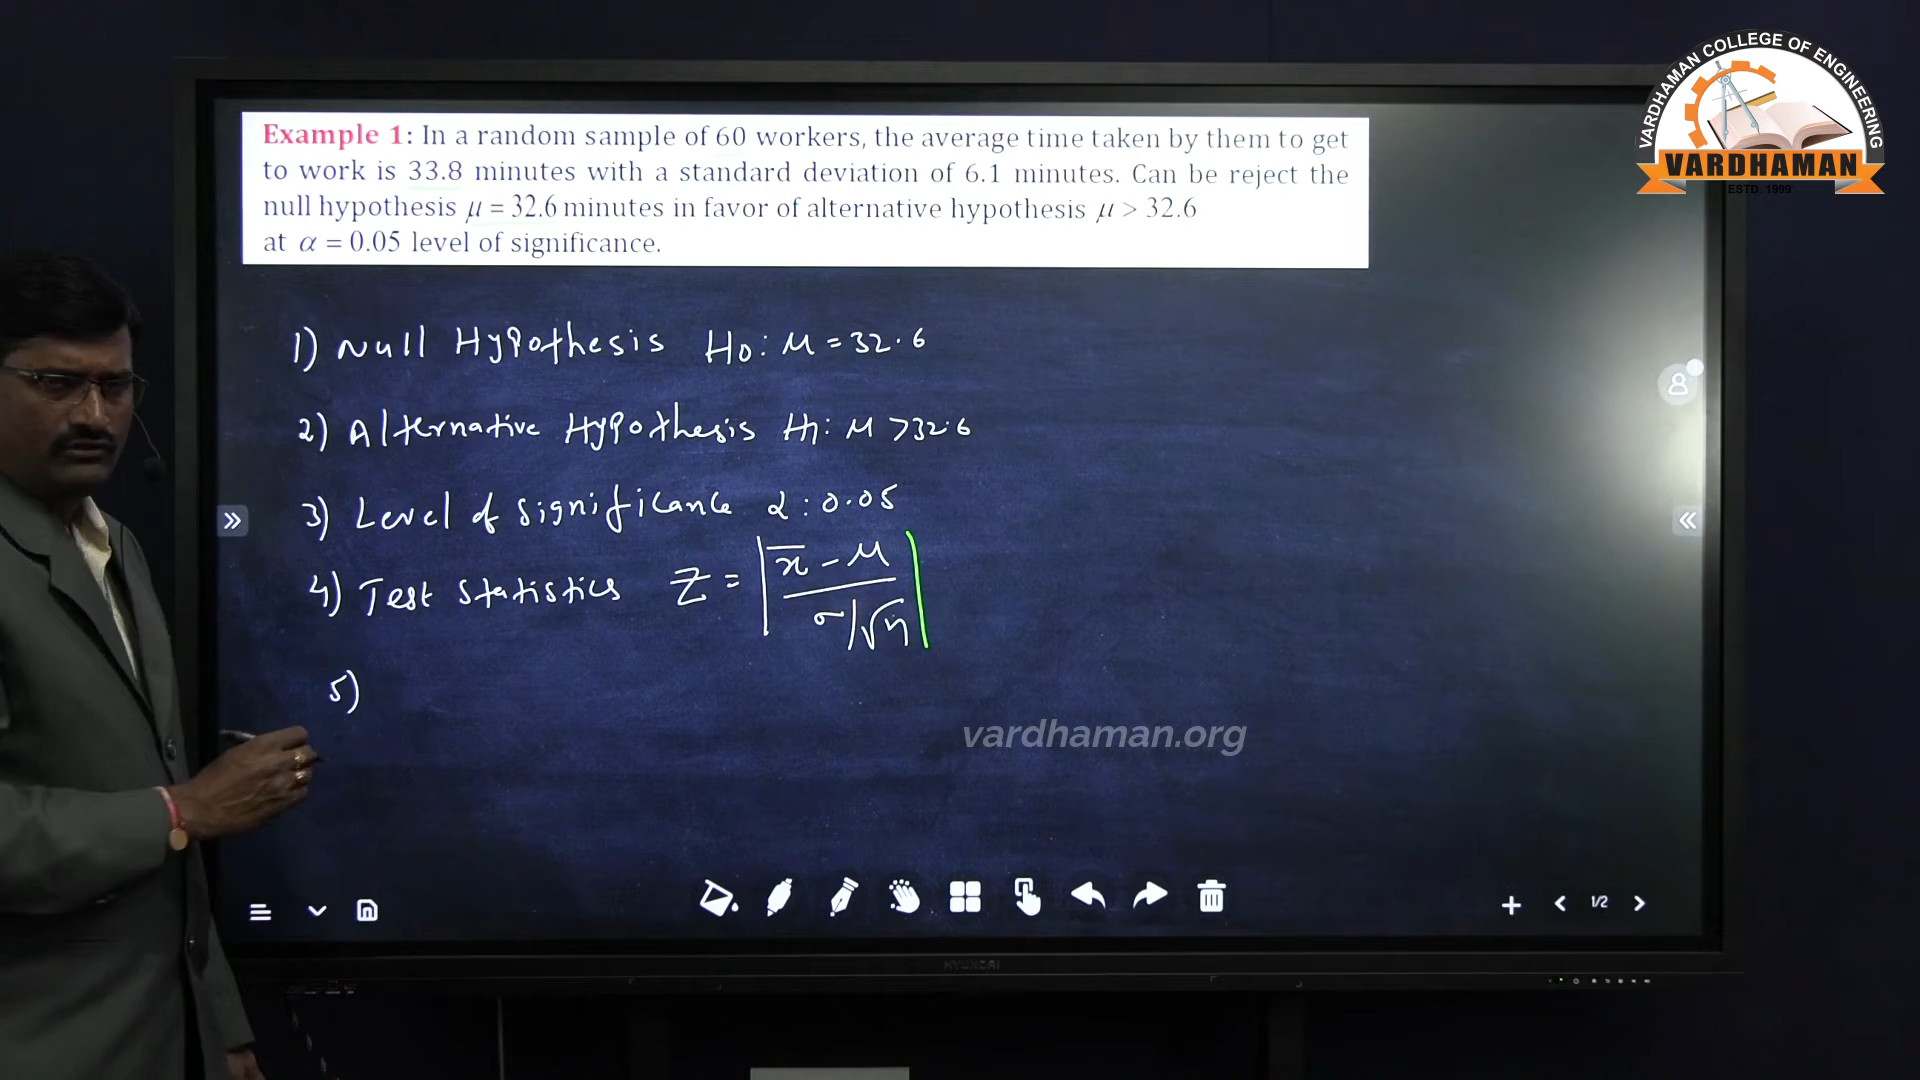 VARDHAMAN COLLEGE OF ENGINEERING
VARDHAMAN
ESTD. 1999
Example 1: In a random sample of 60 workers, the average time taken by them to get
to work is 33.8 minutes with a standard deviation of 6.1 minutes. Can be reject the
null hypothesis μ = 32.6 minutes in favor of alternative hypothesis μ > 32.6
at α = 0.05 level of significance.
1) Null Hypothesis H0: μ = 32.6
2) Alternative Hypothesis H1: μ > 32.6
3) Level of Significance α : 0.05
4) Test Statistics Z = | x̄ - μ / σ/√n |
5)
vardhaman.org
1/2
HYUNDAI